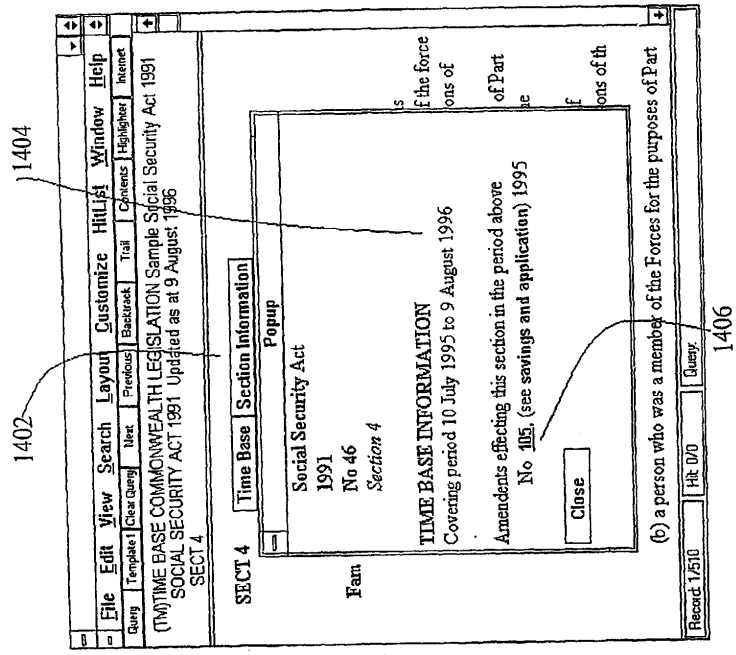 1402
1404
File Edit View Search Layout Customize HitList Window Help
Query Template1 Clear Query Next Previous Backtrack Trail Contents Highlighter Internet
(TM)TIME BASE COMMONWEALTH LEGISLATION Sample Social Security Act 1991
SOCIAL SECURITY ACT 1991 Updated as at 9 August 1996
SECT 4
SECT 4 Time Base Section Information
Popup
Fam
Social Security Act
1991
No 46
Section 4
TIME BASE INFORMATION
Covering period 10 July 1995 to 9 August 1996
Amendents effecting this section in the period above
No 105, (see savings and application) 1995
Close
s
f the force
ons of
of Part
ne
f
ons of th
(b) a person who was a member of the Forces for the purposes of Part
Record: 1/510 Hit: 0/0 Query:
1406